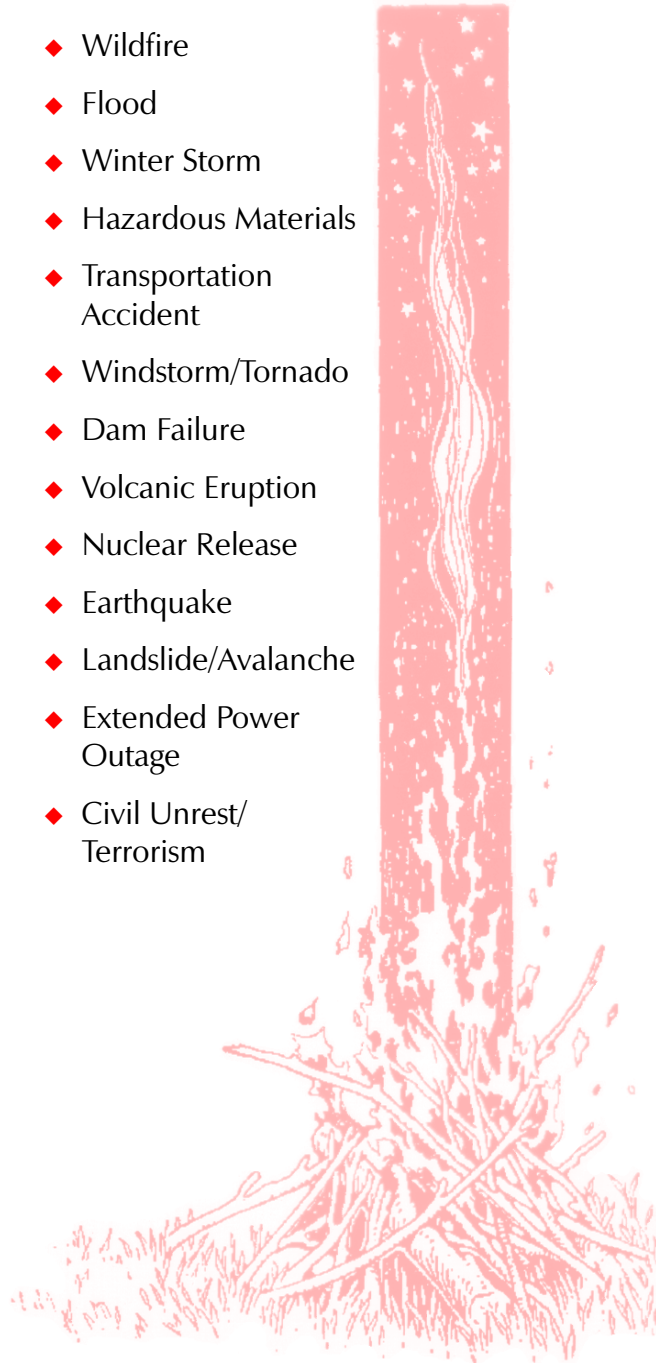 ◆ Wildfire
◆ Flood
◆ Winter Storm
◆ Hazardous Materials
◆ Transportation
Accident
◆ Windstorm/Tornado
◆ Dam Failure
◆ Volcanic Eruption
◆ Nuclear Release
◆ Earthquake
◆ Landslide/Avalanche
◆ Extended Power
Outage
◆ Civil Unrest/
Terrorism